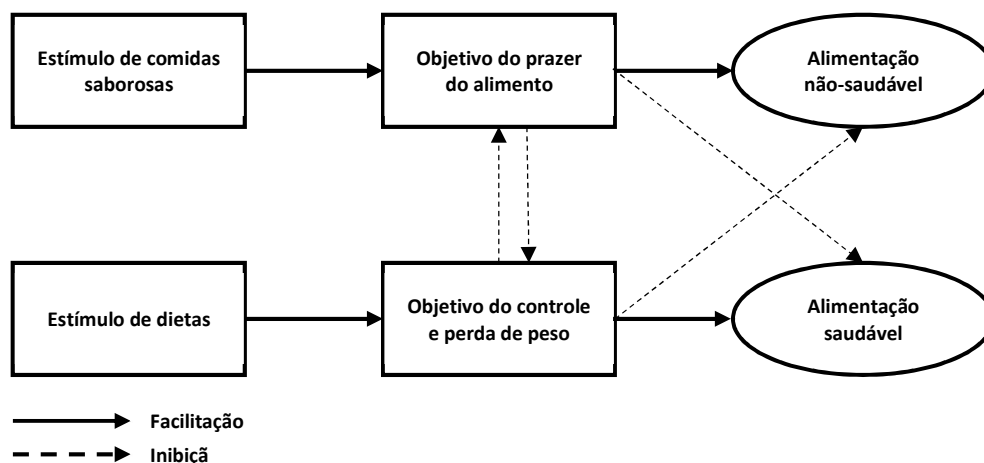 Estímulo de comidas
saborosas
Objetivo do prazer
do alimento
Alimentação
não-saudável
Estímulo de dietas
Objetivo do controle
e perda de peso
Alimentação
saudável
Facilitação
Inibiçã